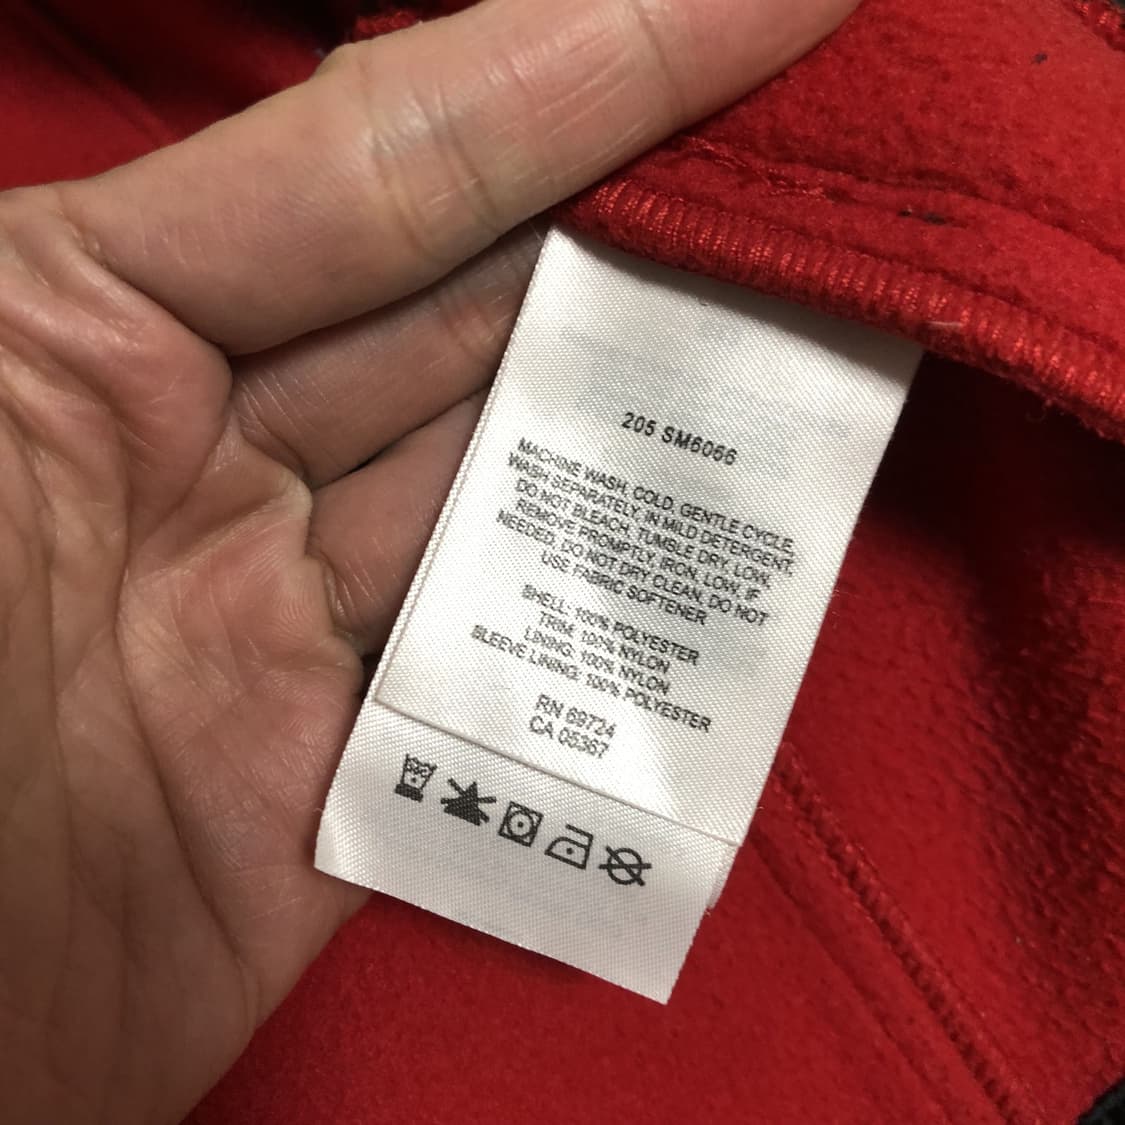 205 SM6066
MACHINE WASH, COLD, GENTLE CYCLE,
WASH SEPARATELY, IN MILD DETERGENT,
DO NOT BLEACH, TUMBLE DRY, LOW,
REMOVE PROMPTLY, IRON, LOW, IF
NEEDED, DO NOT DRY CLEAN, DO NOT
USE FABRIC SOFTENER
SHELL: 100% POLYESTER
TRIM: 100% NYLON
LINING: 100% NYLON
SLEEVE LINING: 100% POLYESTER
RN 69724
CA 05367